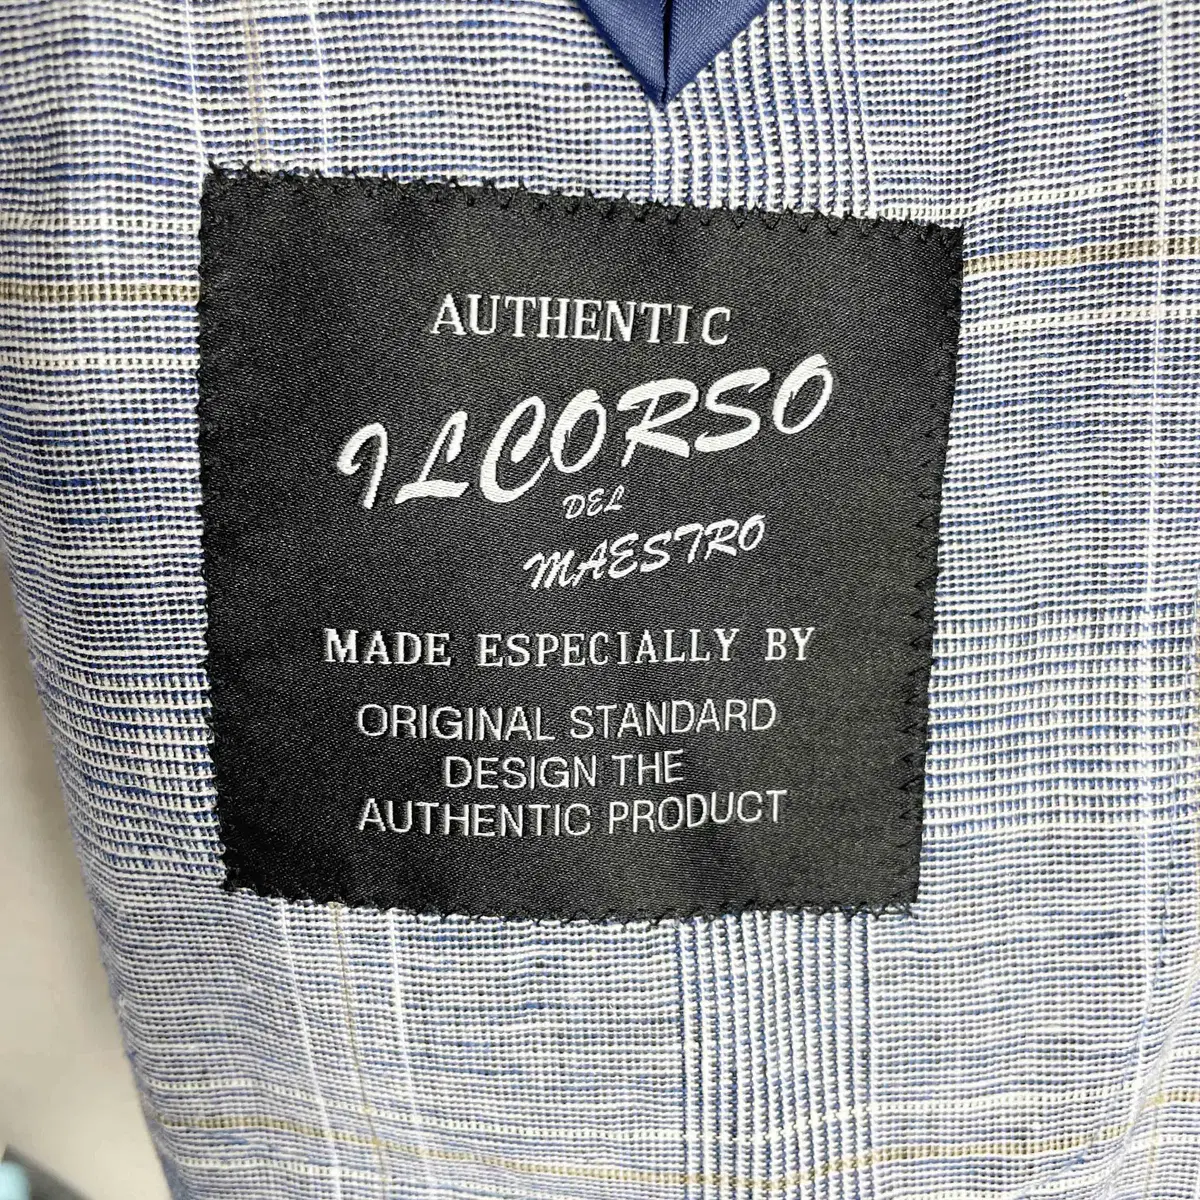 AUTHENTIC
ILCORSO
DEL
MAESTRO
MADE ESPECIALLY BY
ORIGINAL STANDARD
DESIGN THE
AUTHENTIC PRODUCT